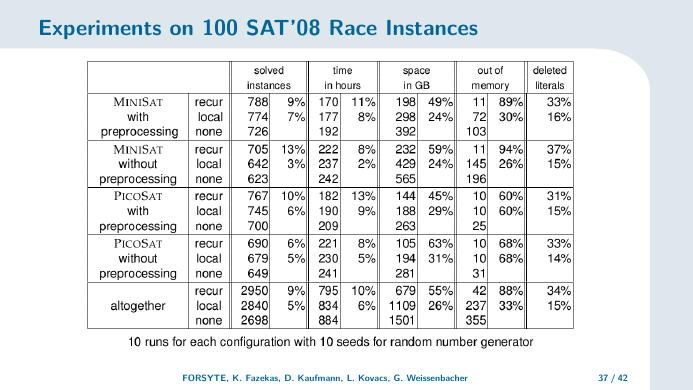 Experiments on 100 SAT'08 Race Instances
solved time space out of deleted
instances in hours in GB memory literals
MINISAT recur 788 9% 170 11% 198 49% 11 89% 33%
with local 774 7% 177 8% 298 24% 72 30% 16%
preprocessing none 726 192 392 103
MINISAT recur 705 13% 222 8% 232 59% 11 94% 37%
without local 642 3% 237 2% 429 24% 145 26% 15%
preprocessing none 623 242 565 196
PICOSAT recur 767 10% 182 13% 144 45% 10 60% 31%
with local 745 6% 190 9% 188 29% 10 60% 15%
preprocessing none 700 209 263 25
PICOSAT recur 690 6% 221 8% 105 63% 10 68% 33%
without local 679 5% 230 5% 194 31% 10 68% 14%
preprocessing none 649 241 281 31
recur 2950 9% 795 10% 679 55% 42 88% 34%
altogether local 2840 5% 834 6% 1109 26% 237 33% 15%
none 2698 884 1501 355
10 runs for each configuration with 10 seeds for random number generator
FORSYTE, K. Fazekas, D. Kaufmann, L. Kovacs, G. Weissenbacher 37 / 42